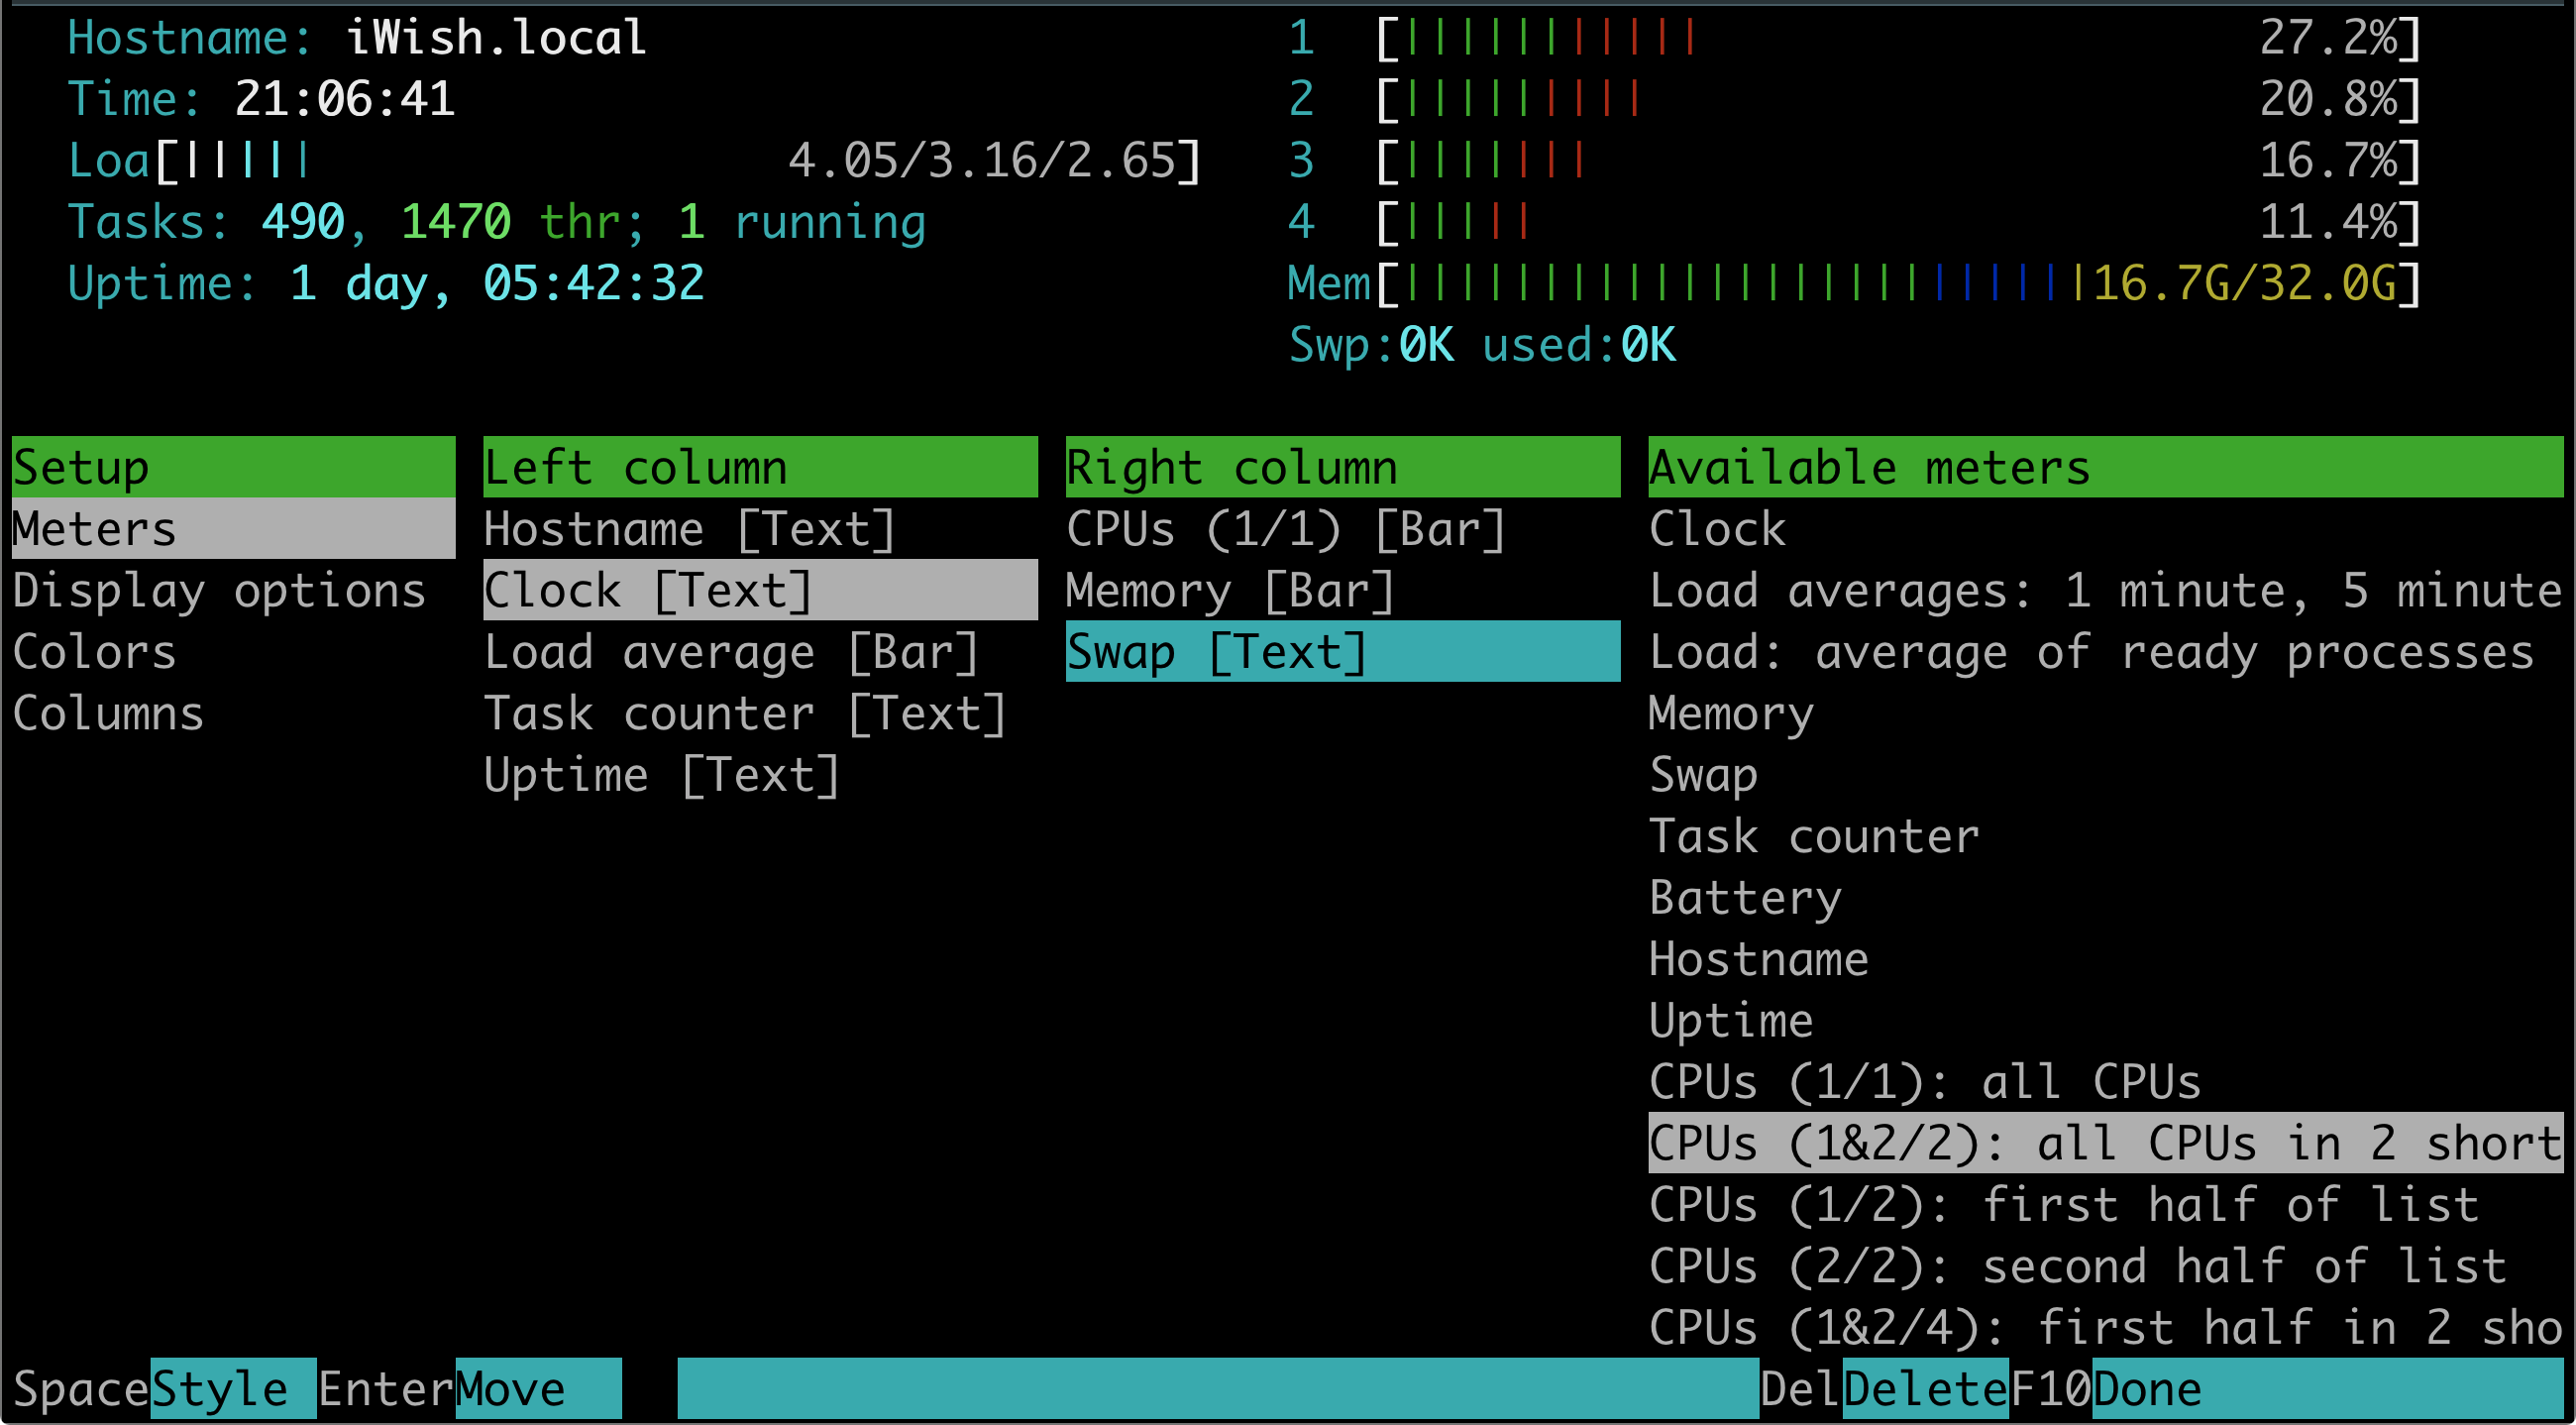 Hostname: iWish.local
Time: 21:06:41
Loa[||||| 4.05/3.16/2.65]
Tasks: 490, 1470 thr; 1 running
Uptime: 1 day, 05:42:32
1 [||||||||||| 27.2%]
2 [||||||||| 20.8%]
3 [||||||| 16.7%]
4 [||||| 11.4%]
Mem[|||||||||||||||||||||||||16.7G/32.0G]
Swp:0K used:0K
Setup
Meters
Display options
Colors
Columns
Left column
Hostname [Text]
Clock [Text]
Load average [Bar]
Task counter [Text]
Uptime [Text]
Right column
CPUs (1/1) [Bar]
Memory [Bar]
Swap [Text]
Available meters
Clock
Load averages: 1 minute, 5 minute
Load: average of ready processes
Memory
Swap
Task counter
Battery
Hostname
Uptime
CPUs (1/1): all CPUs
CPUs (1&2/2): all CPUs in 2 short
CPUs (1/2): first half of list
CPUs (2/2): second half of list
CPUs (1&2/4): first half in 2 sho
SpaceStyle EnterMove DelDeleteF10Done